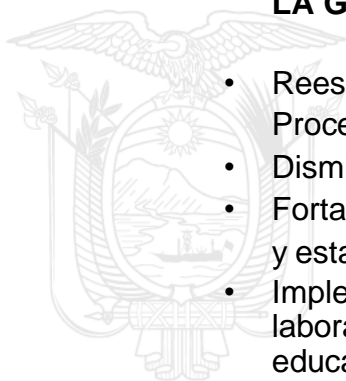 LA G
• Rees
Proce
• Dism
• Forta
y esta
• Imple
labora
educa